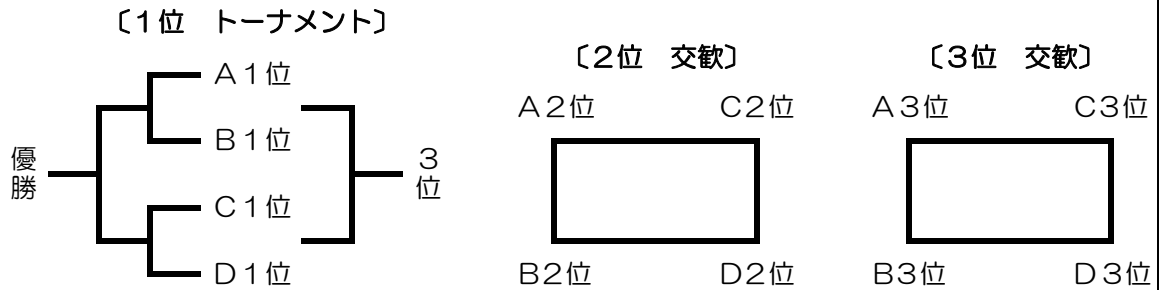 〔１位　トーナメント〕
Ａ１位
Ｂ１位
Ｃ１位
Ｄ１位
優勝
３位
〔２位　交歓〕
Ａ２位　Ｃ２位
Ｂ２位　Ｄ２位
〔３位　交歓〕
Ａ３位　Ｃ３位
Ｂ３位　Ｄ３位